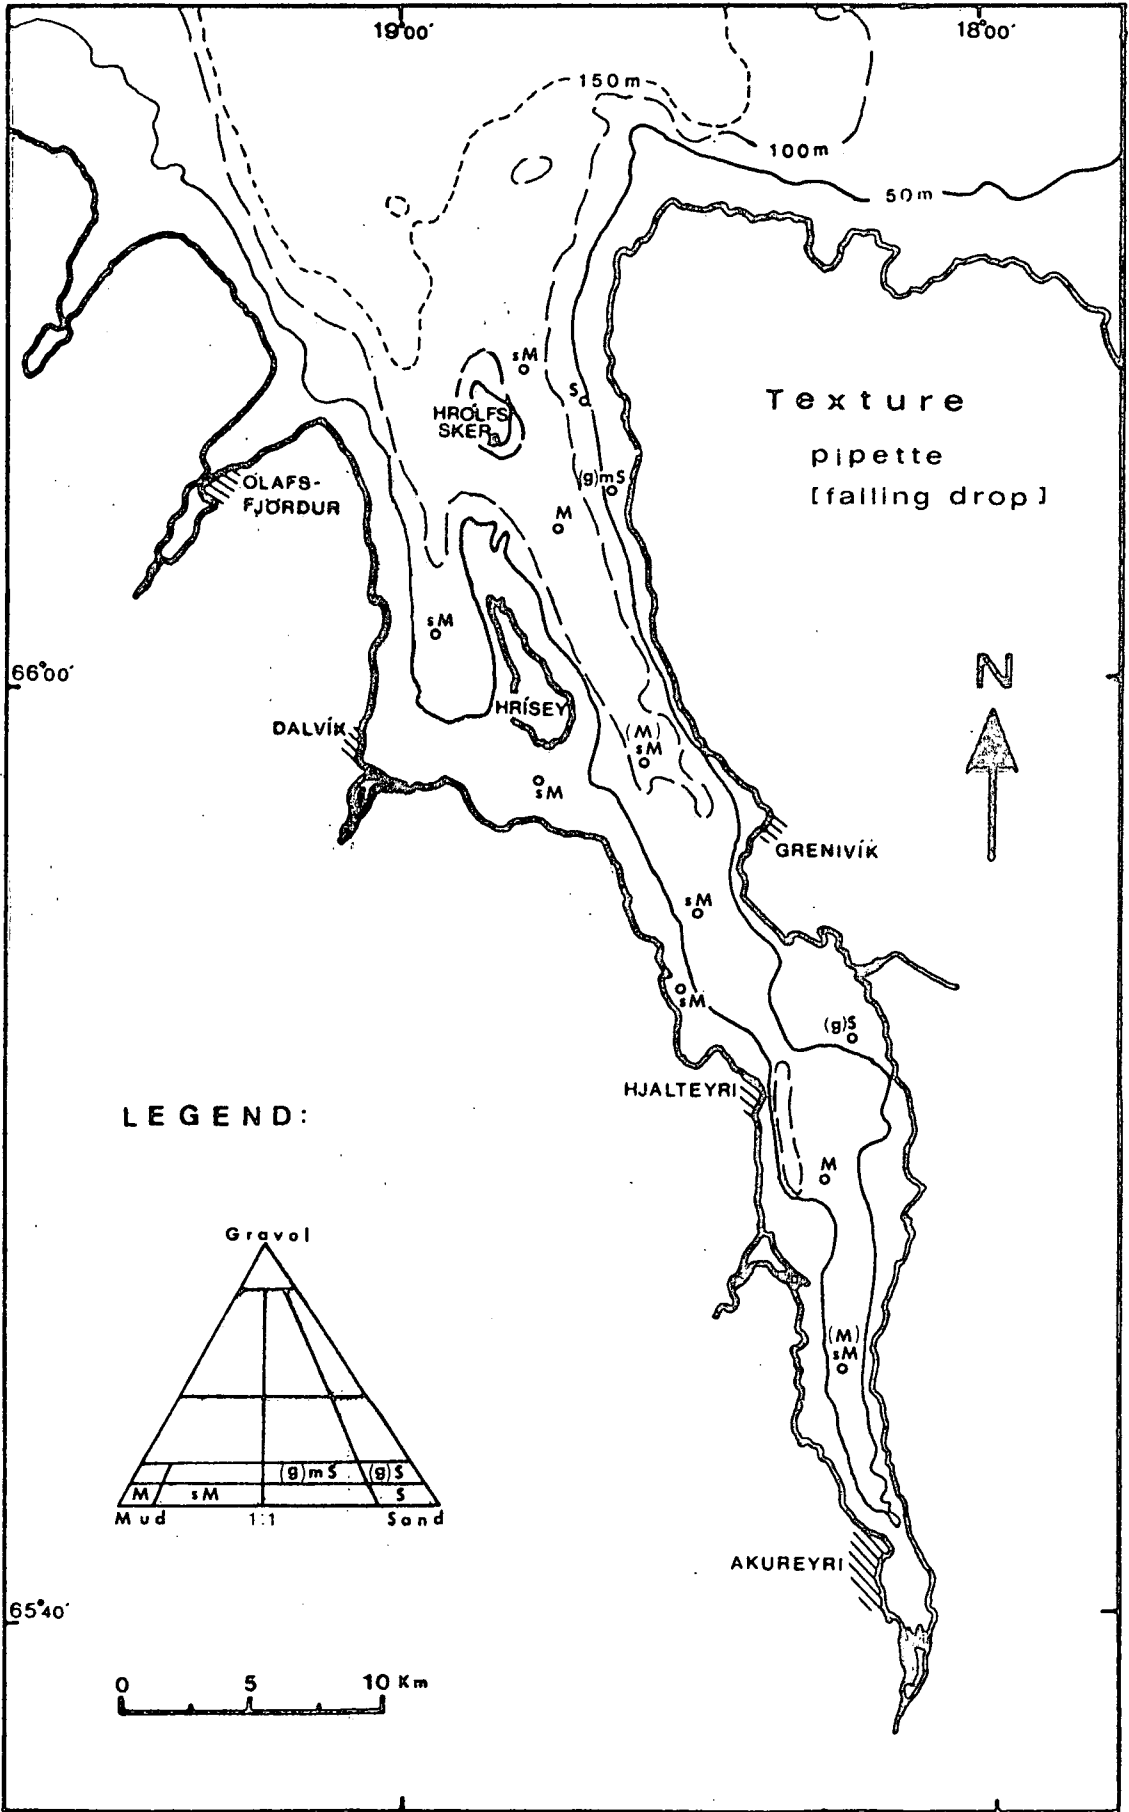 19°00'
18°00'
150m
100m
50m
sM
S
HRÓLFS
SKER
Texture
pipette
[falling drop]
(g)mS
ÓLAFS-
FJÖRÐUR
M
sM
66°00'
N
HRÍSEY
DALVÍK
(M)
sM
sM
GRENIVÍK
sM
sM
(g)S
HJALTEYRI
LEGEND:
M
Gravol
(M)
sM
(g)mS
(g)S
M
sM
S
Mud
1:1
Sand
AKUREYRI
65°40'
0
5
10 Km